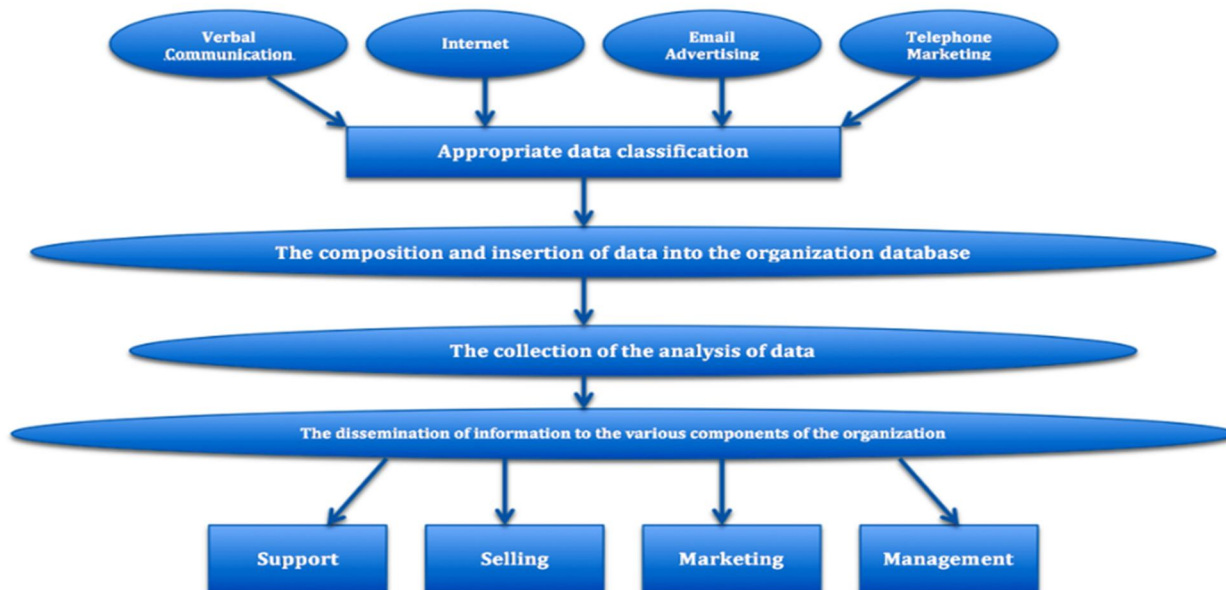 Verbal
Communication
Internet
Email
Advertising
Telephone
Marketing
Appropriate data classification
The composition and insertion of data into the organization database
The collection of the analysis of data
The dissemination of information to the various components of the organization
Support
Selling
Marketing
Management